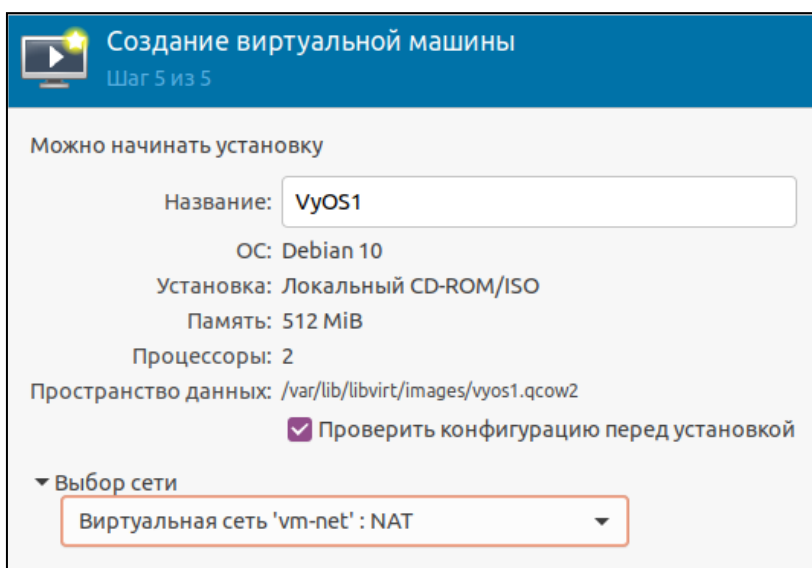 Создание виртуальной машины
Шаг 5 из 5
Можно начинать установку
Название: VyOS1
ОС: Debian 10
Установка: Локальный CD-ROM/ISO
Память: 512 MiB
Процессоры: 2
Пространство данных: /var/lib/libvirt/images/vyos1.qcow2
Проверить конфигурацию перед установкой
Выбор сети
Виртуальная сеть 'vm-net' : NAT